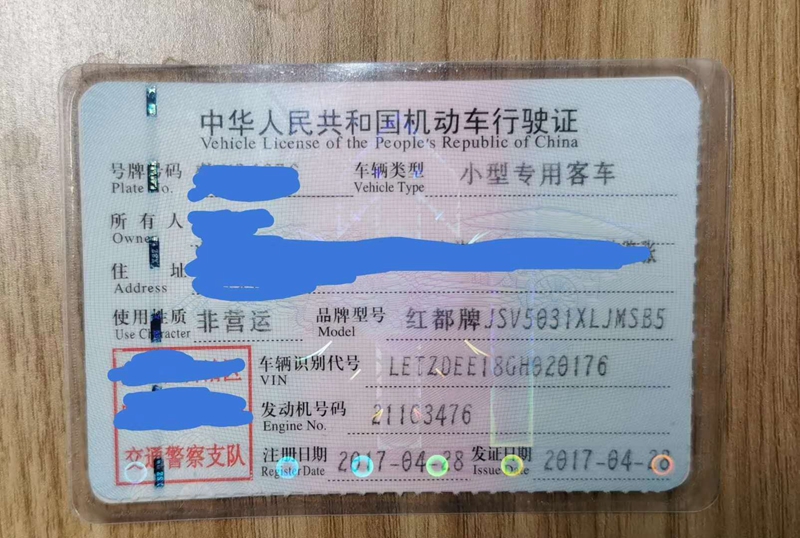 中华人民共和国机动车行驶证
Vehicle License of the People's Republic of China
号牌号码 车辆类型 小型专用客车
Plate No. Vehicle Type
所有人
Owner
住址
Address
使用性质 非营运 品牌型号 红都牌JSV5031XLJMSB5
Use Character Model
车辆识别代号 LETZDEE18GH020176
VIN
发动机号码 21103476
Engine No.
交通警察支队 注册日期 2017-04-28 发证日期 2017-04-28
Register Date Issue Date